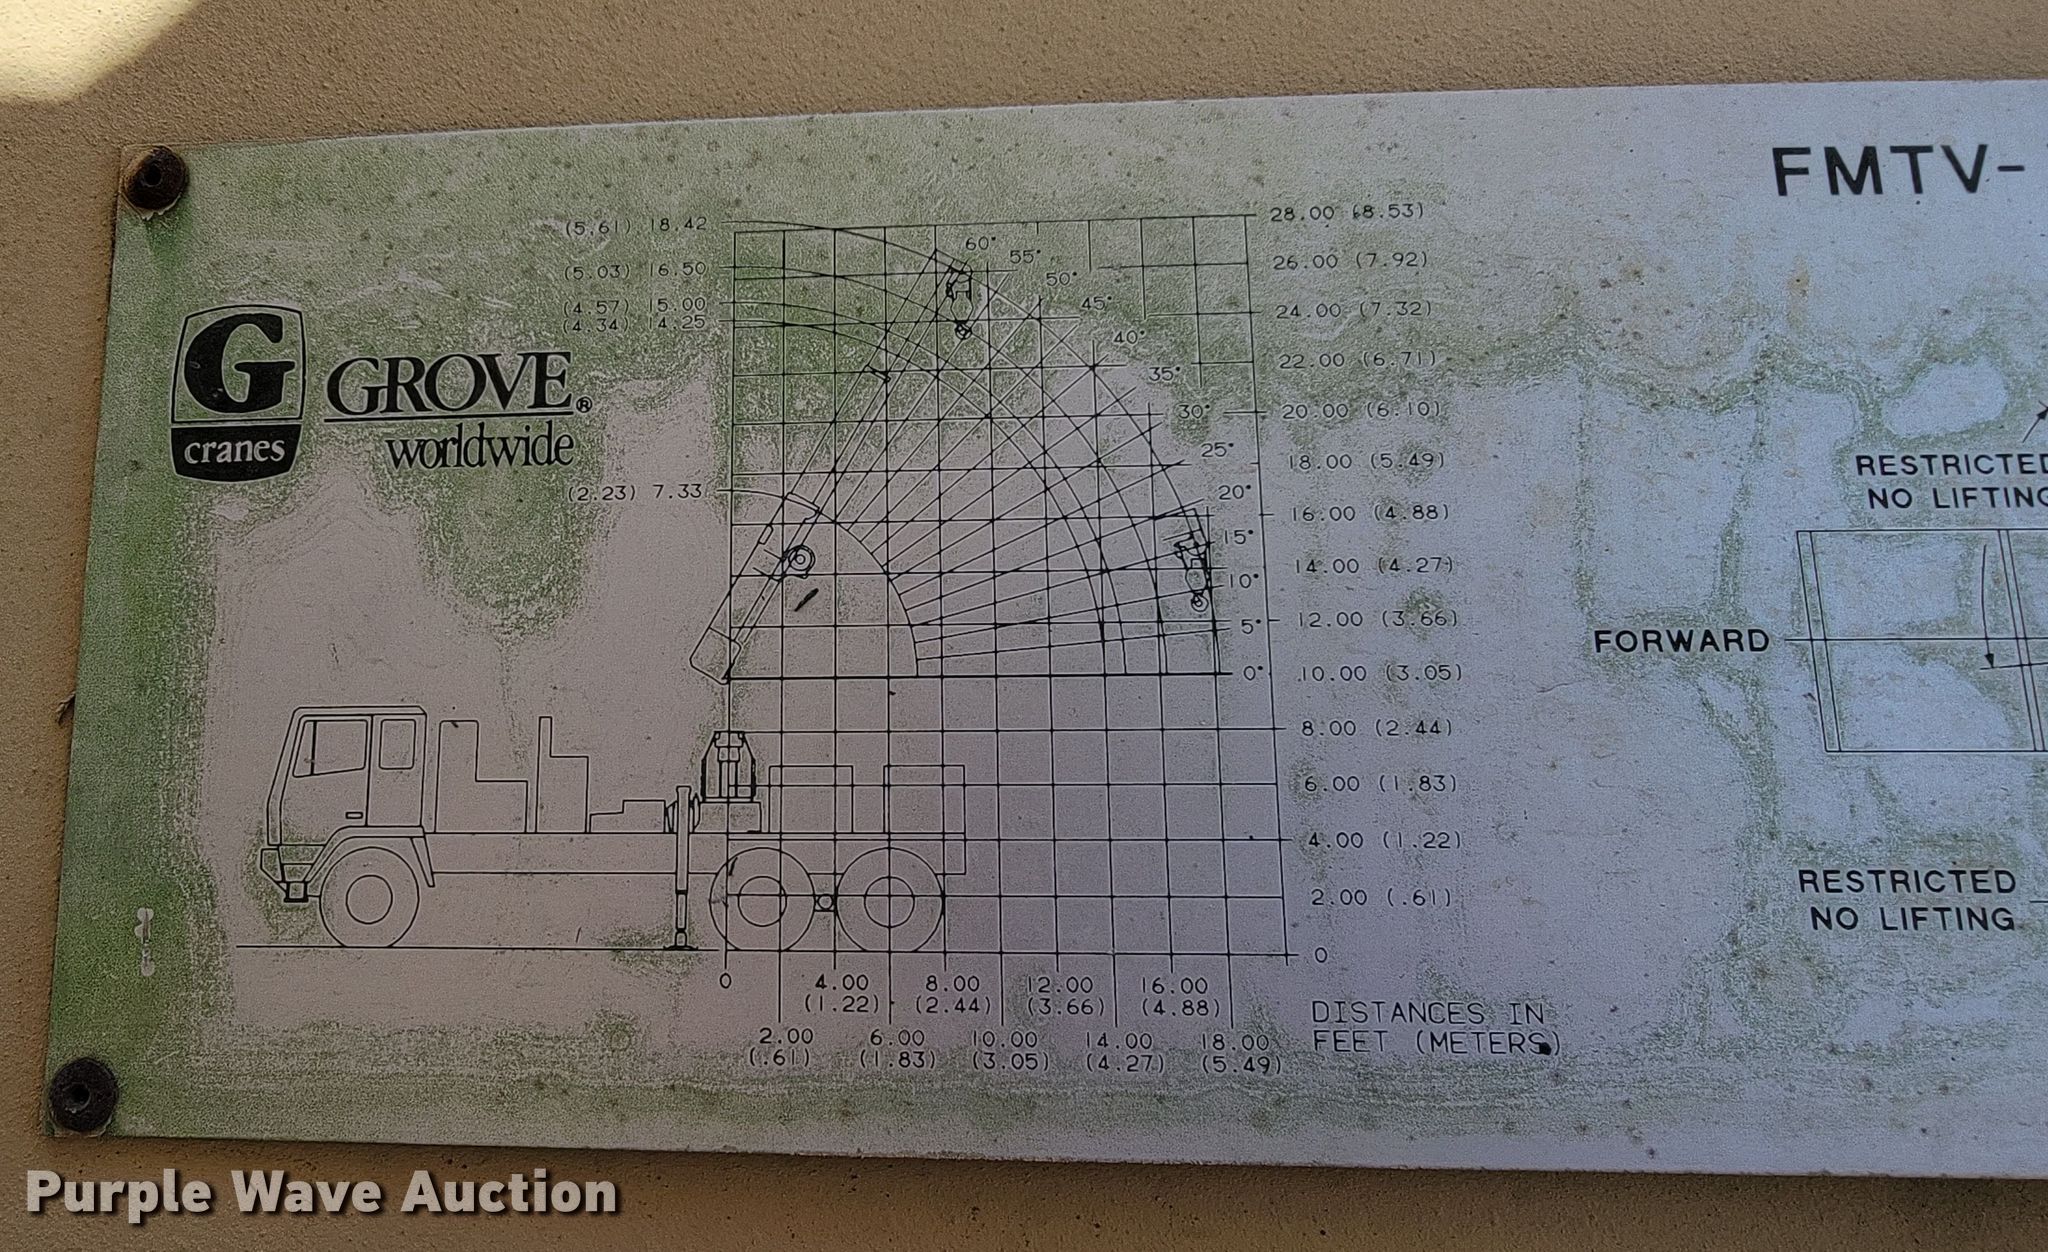 FMTV-
(5.61) 18.42
(5.03) 16.50
(4.57) 15.00
(4.34) 14.25
(2.23) 7.33
G
cranes
GROVE®
worldwide
60°
55°
50°
45°
40°
35°
30°
25°
20°
15°
10°
5°
0°
28.00 (8.53)
26.00 (7.92)
24.00 (7.32)
22.00 (6.71)
20.00 (6.10)
18.00 (5.49)
16.00 (4.88)
14.00 (4.27)
12.00 (3.66)
10.00 (3.05)
8.00 (2.44)
6.00 (1.83)
4.00 (1.22)
2.00 (.61)
0
0 4.00 8.00 12.00 16.00
(1.22) (2.44) (3.66) (4.88)
2.00 6.00 10.00 14.00 18.00
(.61) (1.83) (3.05) (4.27) (5.49)
DISTANCES IN
FEET (METERS)
RESTRICTED
NO LIFTING
FORWARD
RESTRICTED
NO LIFTING
Purple Wave Auction